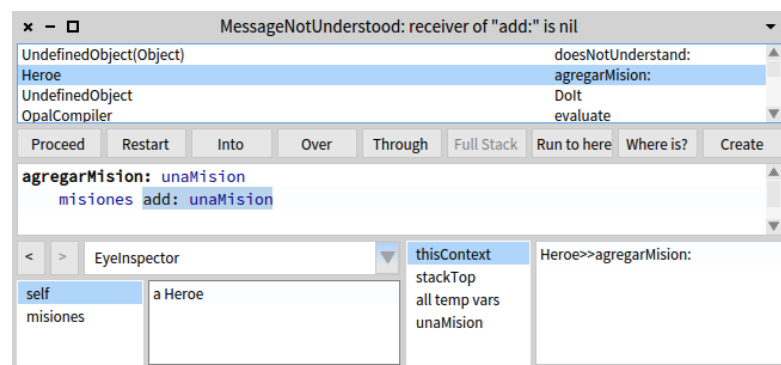 MessageNotUnderstood: receiver of "add:" is nil
UndefinedObject(Object) doesNotUnderstand:
Heroe agregarMision:
UndefinedObject DoIt
OpalCompiler evaluate
Proceed Restart Into Over Through Full Stack Run to here Where is? Create
agregarMision: unaMision
misiones add: unaMision
< > EyeInspector
self
misiones
a Heroe
thisContext
stackTop
all temp vars
unaMision
Heroe>>agregarMision: